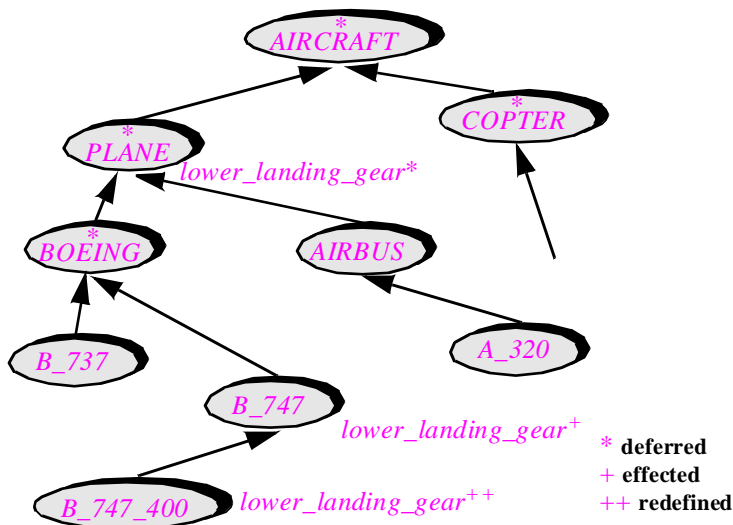 *
AIRCRAFT
*
PLANE
*
COPTER
lower_landing_gear*
*
BOEING
AIRBUS
B_737
A_320
B_747
lower_landing_gear+
* deferred
+ effected
++ redefined
B_747_400
lower_landing_gear++